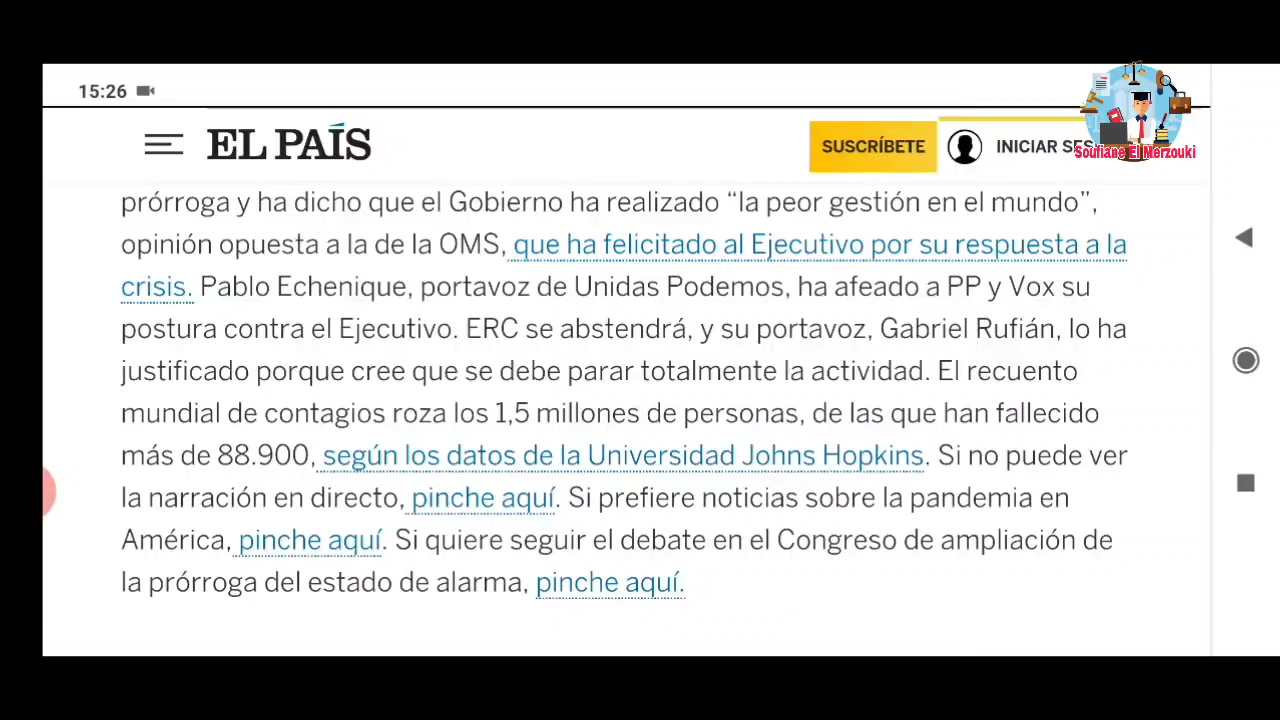 15:26
EL PAÍS
SUSCRÍBETE
INICIAR SES
Soufiane El Merzouki
prórroga y ha dicho que el Gobierno ha realizado “la peor gestión en el mundo”,
opinión opuesta a la de la OMS, que ha felicitado al Ejecutivo por su respuesta a la
crisis. Pablo Echenique, portavoz de Unidas Podemos, ha afeado a PP y Vox su
postura contra el Ejecutivo. ERC se abstendrá, y su portavoz, Gabriel Rufián, lo ha
justificado porque cree que se debe parar totalmente la actividad. El recuento
mundial de contagios roza los 1,5 millones de personas, de las que han fallecido
más de 88.900, según los datos de la Universidad Johns Hopkins. Si no puede ver
la narración en directo, pinche aquí. Si prefiere noticias sobre la pandemia en
América, pinche aquí. Si quiere seguir el debate en el Congreso de ampliación de
la prórroga del estado de alarma, pinche aquí.